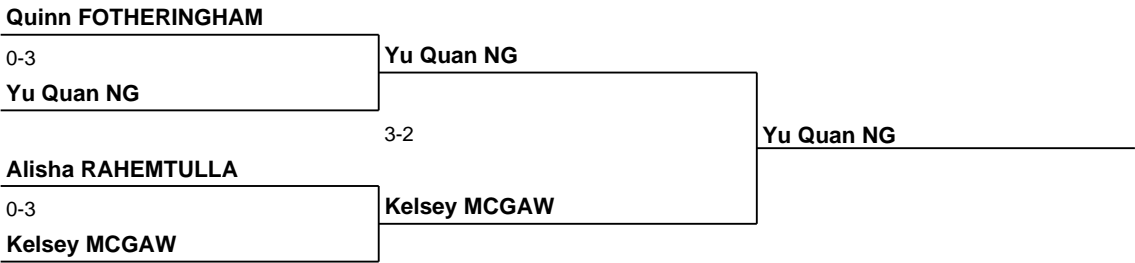 Quinn FOTHERINGHAM
0-3
Yu Quan NG
Yu Quan NG
3-2
Yu Quan NG
Alisha RAHEMTULLA
0-3
Kelsey MCGAW
Kelsey MCGAW